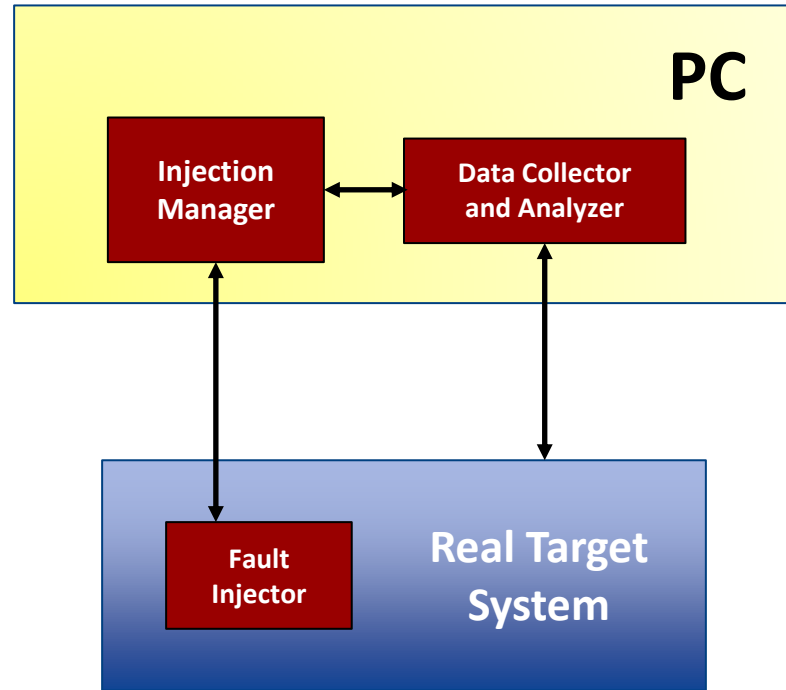 PC
Injection
Manager
Data Collector
and Analyzer
Fault
Injector
Real Target
System